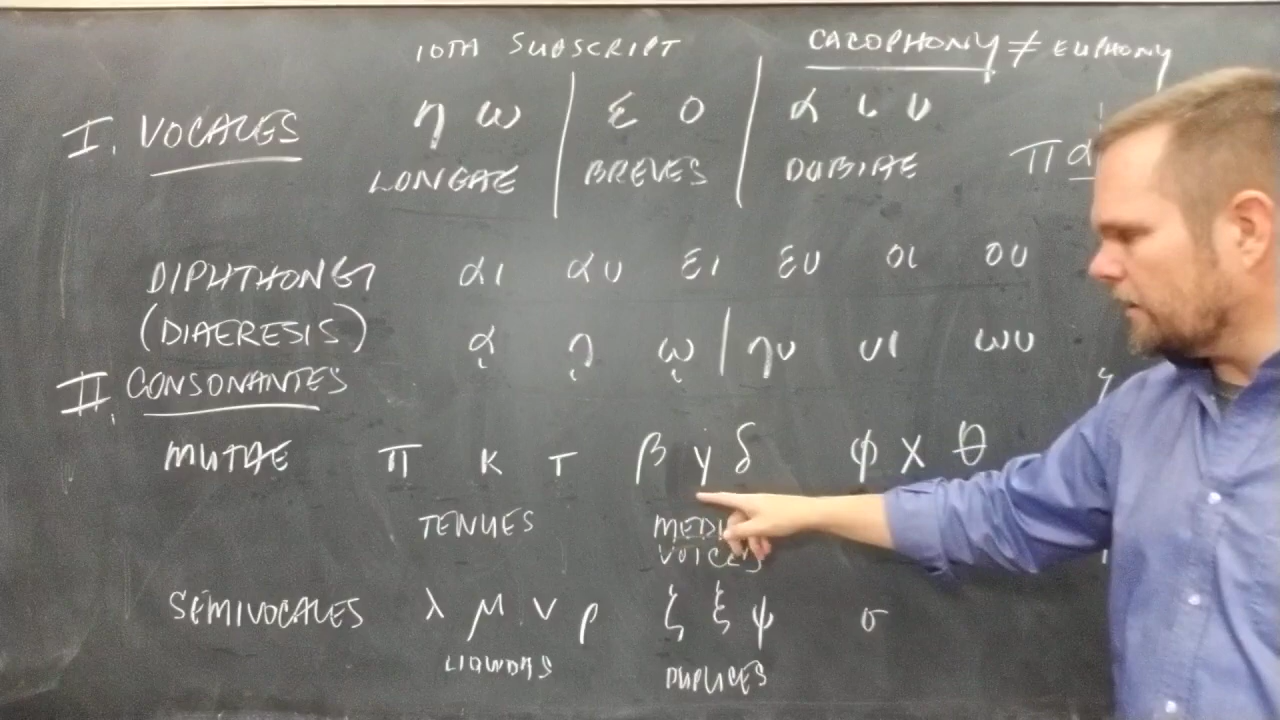 IOTA SUBSCRIPT CACOPHONY ≠ EUPHONY
I. VOCALES η ω | ε ο | α ι υ
LONGAE BREVES DUBIAE πα
DIPHTHONGI αι αυ ει ευ οι ου
(DIAERESIS) ᾳ ῃ ῳ | ηυ υι ωυ
II. CONSONANTES
MUTAE π κ τ β γ δ φ χ θ
TENUES
SEMIVOCALES λ μ ν ρ ζ ξ ψ σ
LIQUIDAS DUPLICES